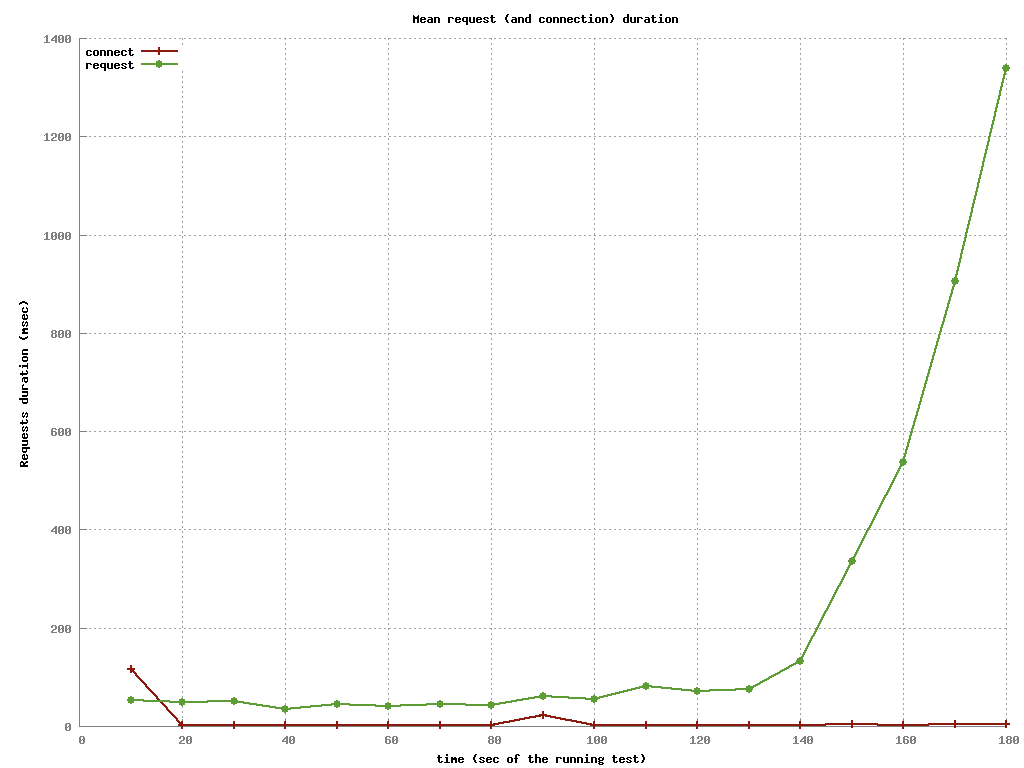 Mean request (and connection) duration
connect
request
1400
1200
1000
800
600
400
200
0
Requests duration (msec)
0 20 40 60 80 100 120 140 160 180
time (sec of the running test)